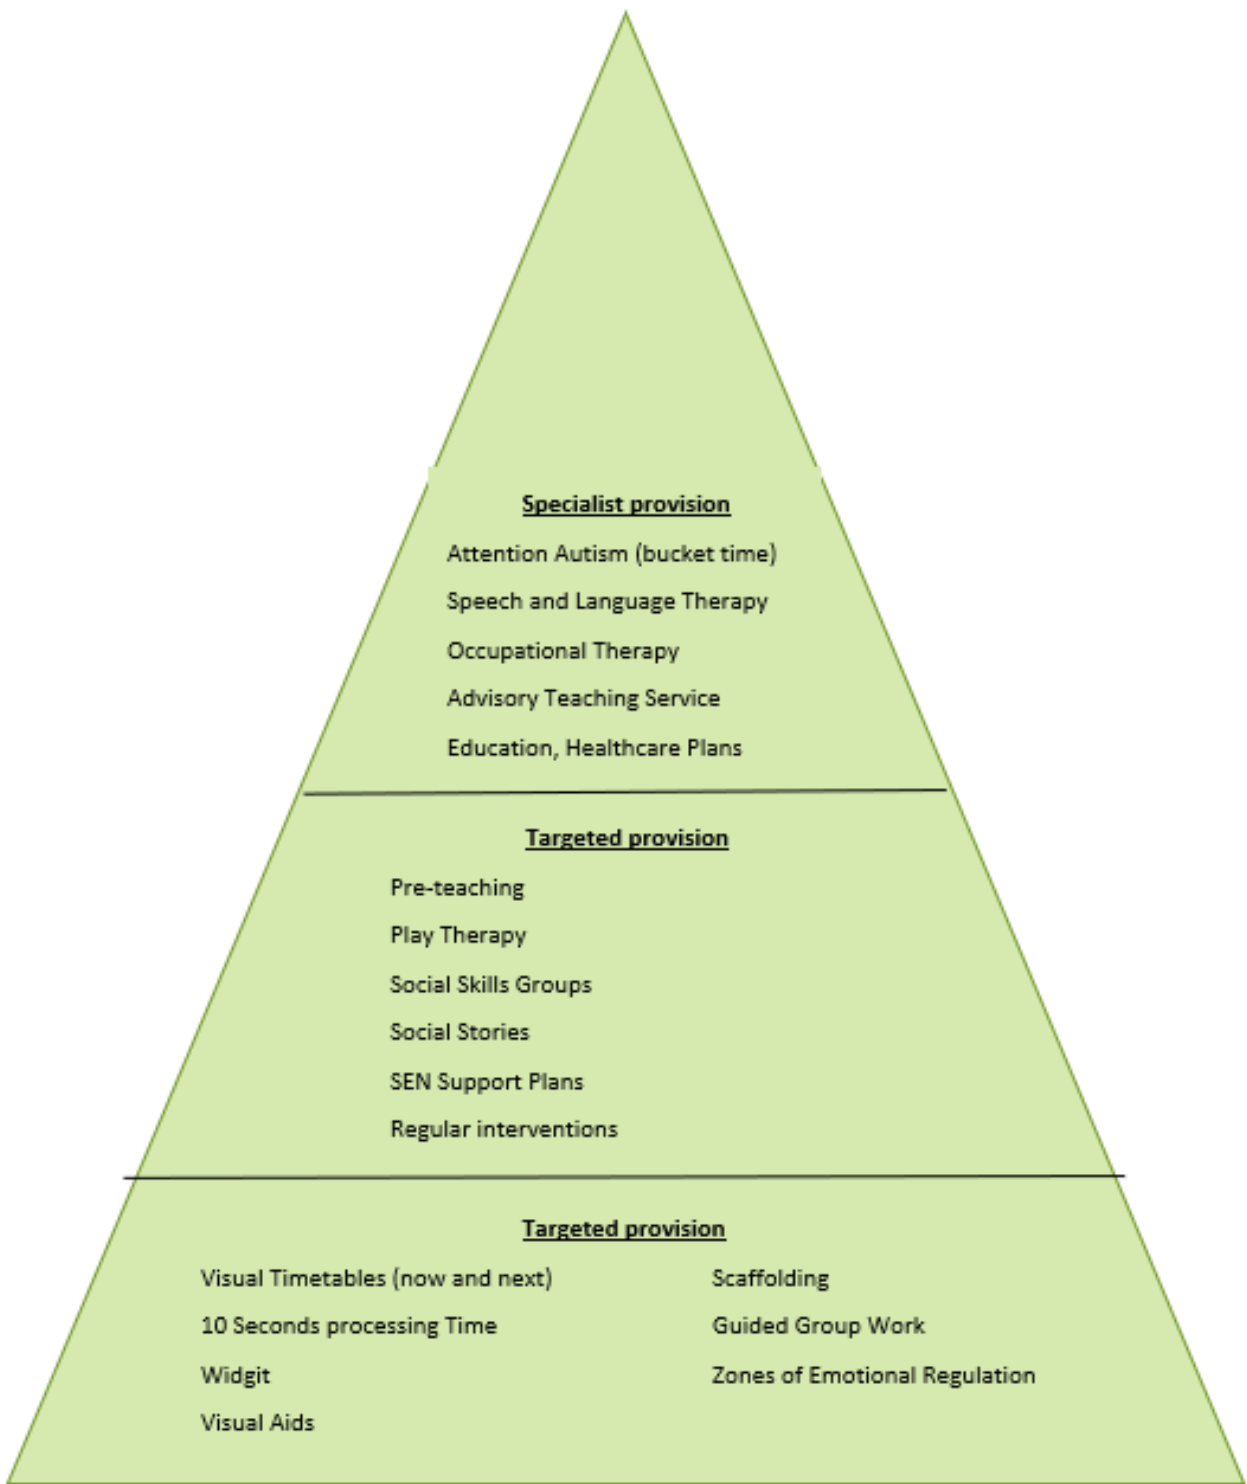 Specialist provision
Attention Autism (bucket time)
Speech and Language Therapy
Occupational Therapy
Advisory Teaching Service
Education, Healthcare Plans
Targeted provision
Pre-teaching
Play Therapy
Social Skills Groups
Social Stories
SEN Support Plans
Regular interventions
Targeted provision
Visual Timetables (now and next)
10 Seconds processing Time
Widgit
Visual Aids
Scaffolding
Guided Group Work
Zones of Emotional Regulation